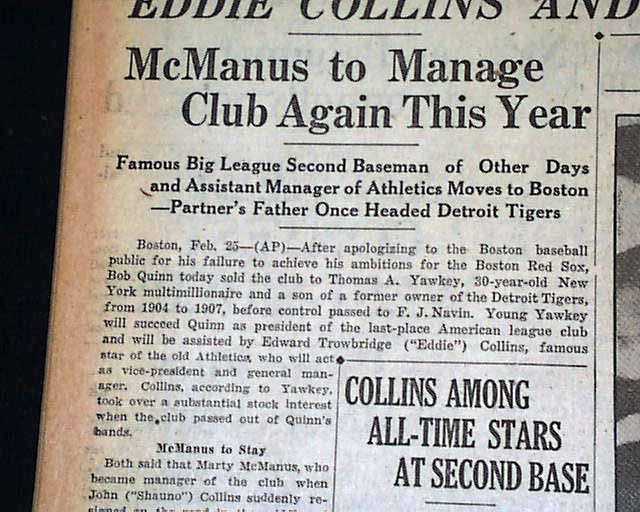 EDDIE COLLINS AND
McManus to Manage
Club Again This Year
Famous Big League Second Baseman of Other Days
and Assistant Manager of Athletics Moves to Boston
—Partner's Father Once Headed Detroit Tigers
Boston, Feb. 25—(AP)—After apologizing to the Boston baseball
public for his failure to achieve his ambitions for the Boston Red Sox,
Bob Quinn today sold the club to Thomas A. Yawkey, 30-year-old New
York multimillionaire and a son of a former owner of the Detroit Tigers,
from 1904 to 1907, before control passed to F. J. Navin. Young Yawkey
will succeed Quinn as president of the last-place American league club
and will be assisted by Edward Trowbridge ("Eddie") Collins, famous
star of the old Athletics, who will act
as vice-president and general man-
ager. Collins, according to Yawkey,
took over a substantial stock interest
when the club passed out of Quinn's
hands.
McManus to Stay
Both said that Marty McManus, who
became manager of the club when
John ("Shauno") Collins suddenly re-
signed on the road in the
COLLINS AMONG
ALL-TIME STARS
AT SECOND BASE